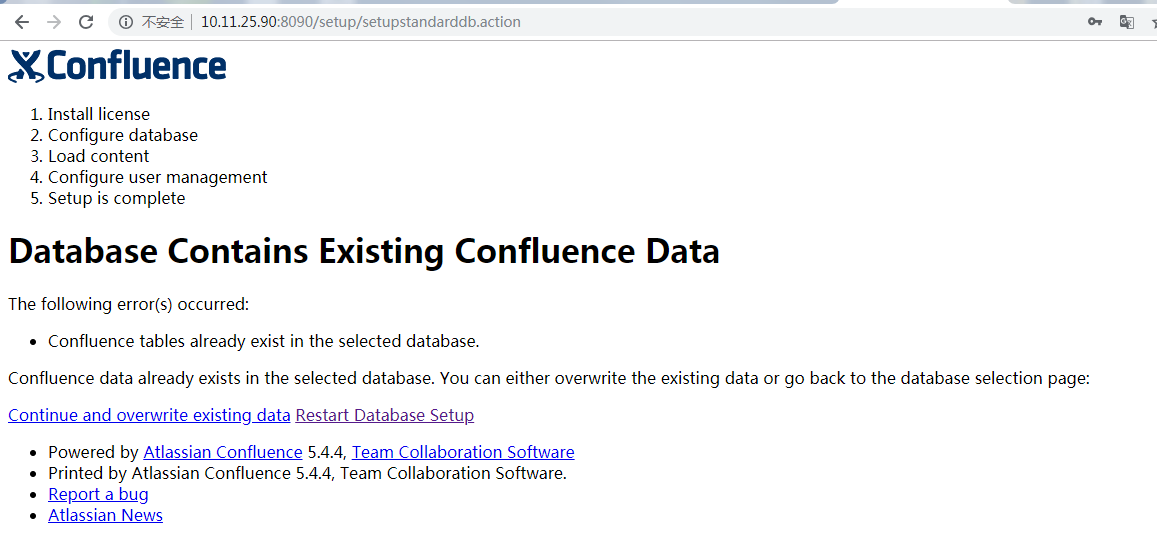 不安全 10.11.25.90:8090/setup/setupstandarddb.action
Confluence
1. Install license
2. Configure database
3. Load content
4. Configure user management
5. Setup is complete
Database Contains Existing Confluence Data
The following error(s) occurred:
• Confluence tables already exist in the selected database.
Confluence data already exists in the selected database. You can either overwrite the existing data or go back to the database selection page:
Continue and overwrite existing data Restart Database Setup
• Powered by Atlassian Confluence 5.4.4, Team Collaboration Software
• Printed by Atlassian Confluence 5.4.4, Team Collaboration Software.
• Report a bug
• Atlassian News